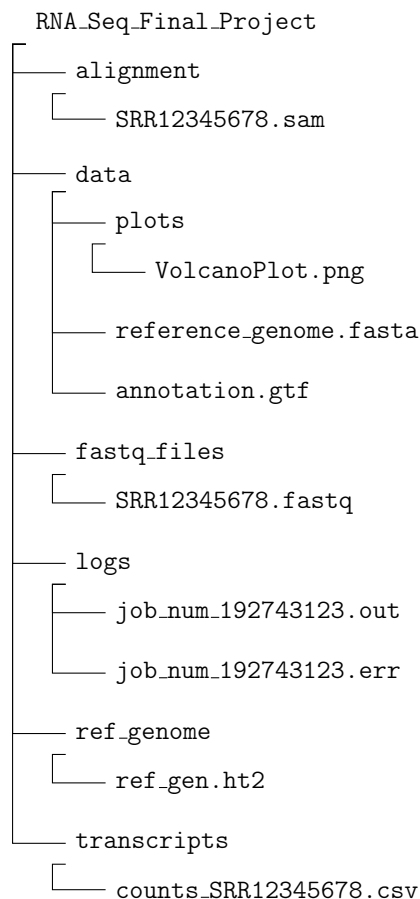 RNA_Seq_Final_Project
alignment
SRR12345678.sam
data
plots
VolcanoPlot.png
reference_genome.fasta
annotation.gtf
fastq_files
SRR12345678.fastq
logs
job_num_192743123.out
job_num_192743123.err
ref_genome
ref_gen.ht2
transcripts
counts_SRR12345678.csv